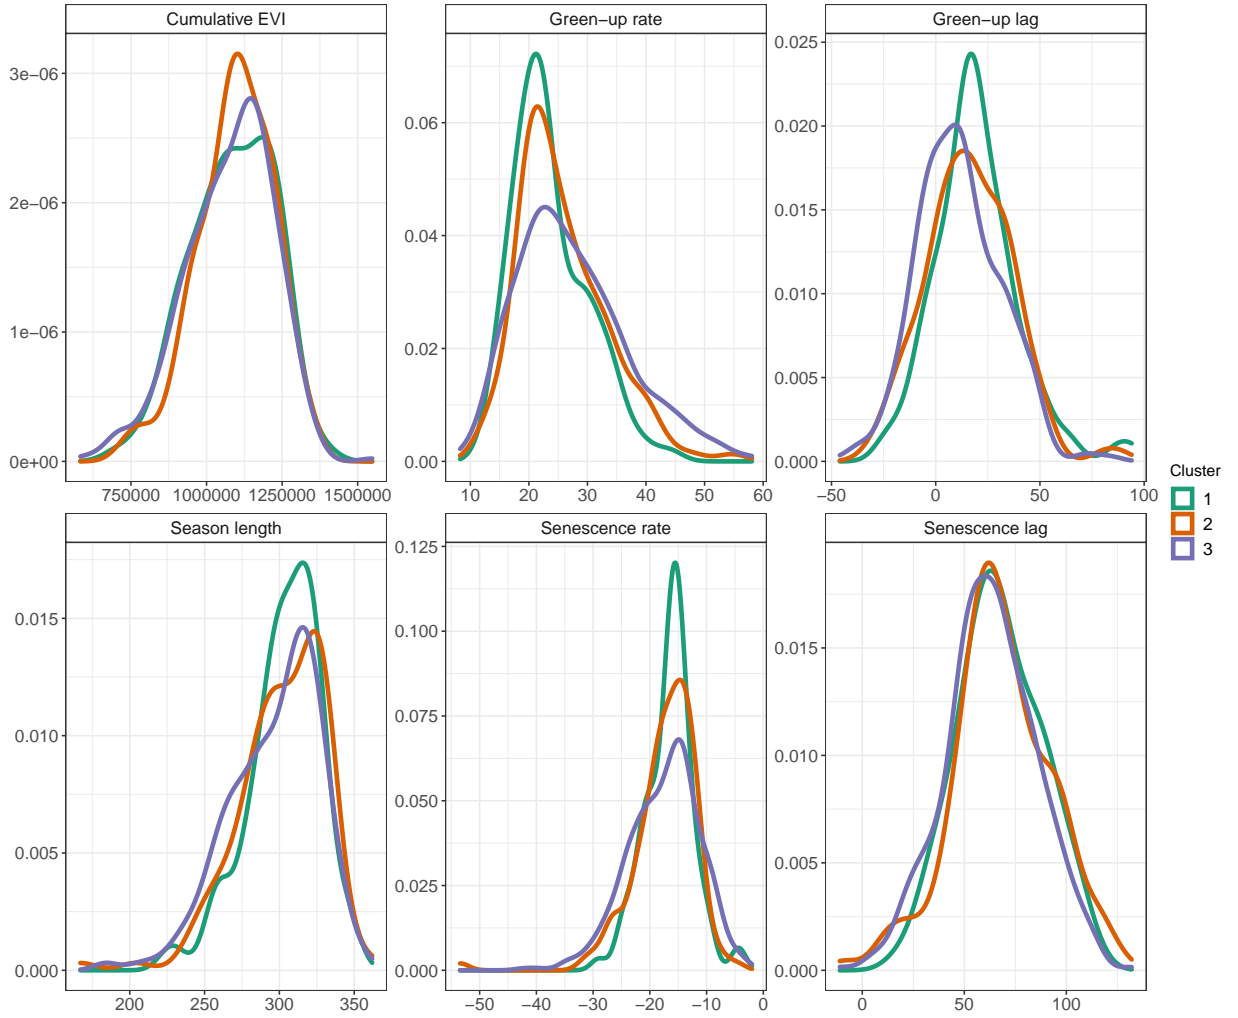 Cumulative EVI
Green−up rate
Green−up lag
3e−06
2e−06
1e−06
0e+00
750000 1000000 1250000 1500000
0.06
0.04
0.02
0.00
10 20 30 40 50 60
0.025
0.020
0.015
0.010
0.005
0.000
−50 0 50 100
Season length
Senescence rate
Senescence lag
0.015
0.010
0.005
0.000
200 250 300 350
0.125
0.100
0.075
0.050
0.025
0.000
−50 −40 −30 −20 −10 0
0.015
0.010
0.005
0.000
0 50 100
Cluster
1
2
3